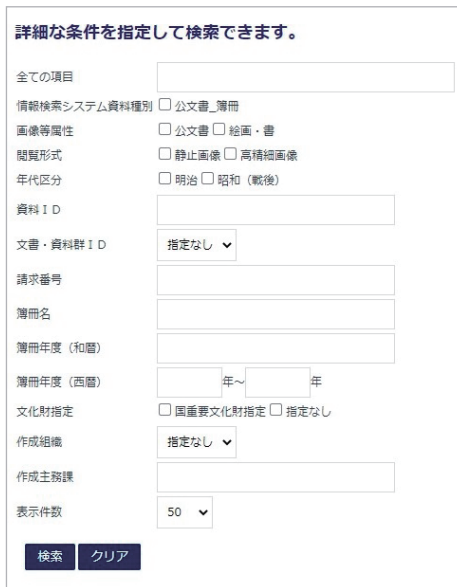 詳細な条件を指定して検索できます。
全ての項目
情報検索システム資料種別 公文書_簿冊
画像等属性 公文書 絵画・書
閲覧形式 静止画像 高精細画像
年代区分 明治 昭和（戦後）
資料ＩＤ
文書・資料群ＩＤ 指定なし
請求番号
簿冊名
簿冊年度（和暦）
簿冊年度（西暦） 年～ 年
文化財指定 国重要文化財指定 指定なし
作成組織 指定なし
作成主務課
表示件数 50
検索 クリア